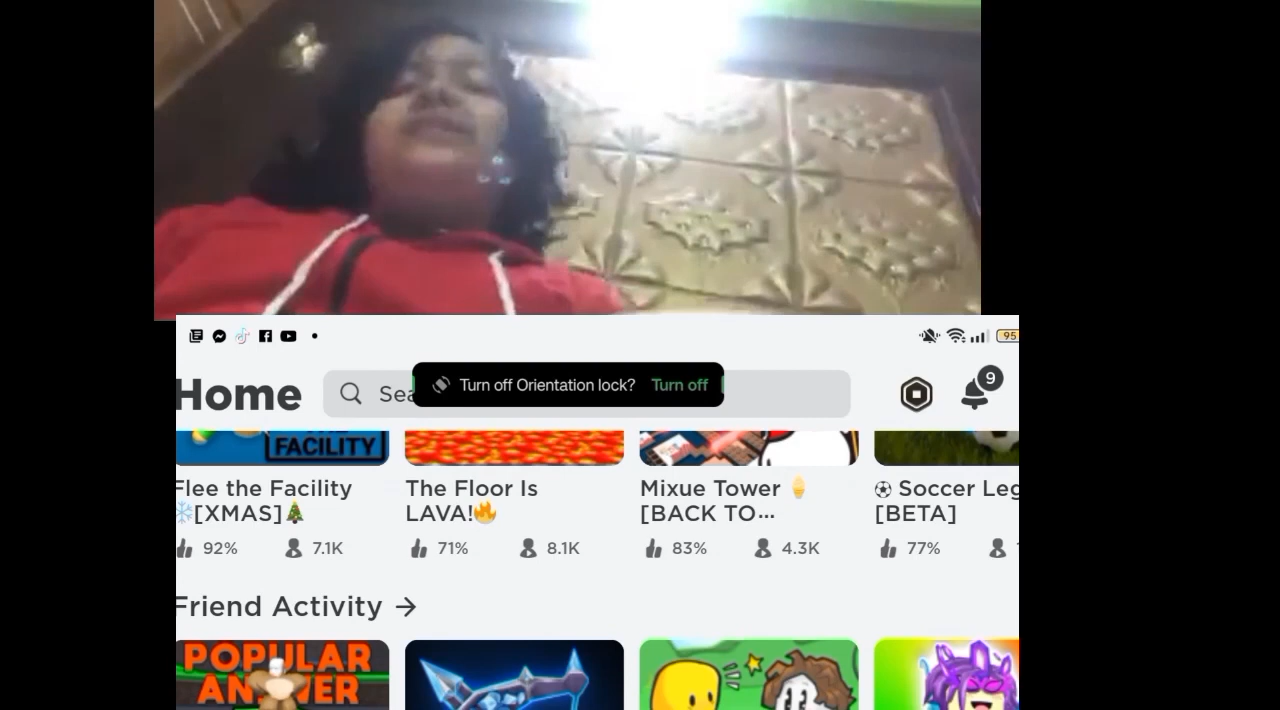 95
Home
Sea
Turn off Orientation lock? Turn off
9
THE
FACILITY
Flee the Facility
❄️[XMAS]🎄
92% 7.1K
The Floor Is
LAVA!🔥
71% 8.1K
Mixue Tower 🍦
[BACK TO...
83% 4.3K
⚽ Soccer Leg
[BETA]
77%
Friend Activity →
POPULAR